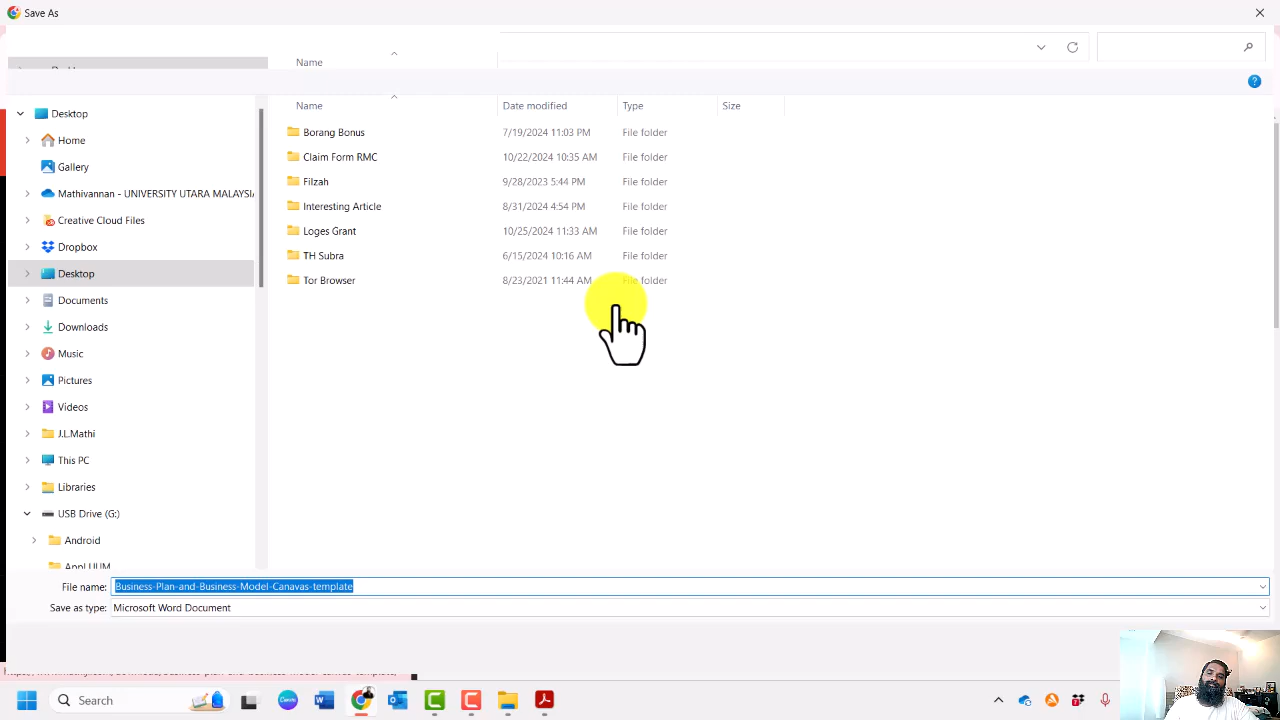 Save As
Name
Name Date modified Type Size
Desktop
Home
Gallery
Mathivannan - UNIVERSITY UTARA MALAYSIA
Creative Cloud Files
Dropbox
Desktop
Documents
Downloads
Music
Pictures
Videos
J.L.Mathi
This PC
Libraries
USB Drive (G:)
Android
AppLUUM
Borang Bonus 7/19/2024 11:03 PM File folder
Claim Form RMC 10/22/2024 10:35 AM File folder
Filzah 9/28/2023 5:44 PM File folder
Interesting Article 8/31/2024 4:54 PM File folder
Loges Grant 10/25/2024 11:33 AM File folder
TH Subra 6/15/2024 10:16 AM File folder
Tor Browser 8/23/2021 11:44 AM File folder
File name: Business-Plan-and-Business-Model-Canavas-template
Save as type: Microsoft Word Document
Search